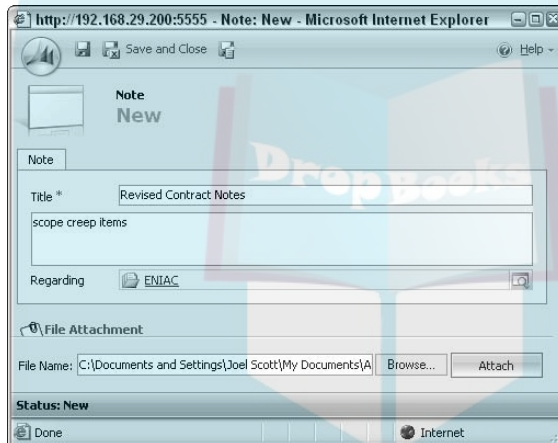 http://192.168.29.200:5555 - Note: New - Microsoft Internet Explorer
Save and Close Help
Note
New
Note
Title * Revised Contract Notes
scope creep items
Regarding ENIAC
File Attachment
File Name: C:\Documents and Settings\Joel Scott\My Documents\A Browse... Attach
Status: New
Done Internet
DropBooks